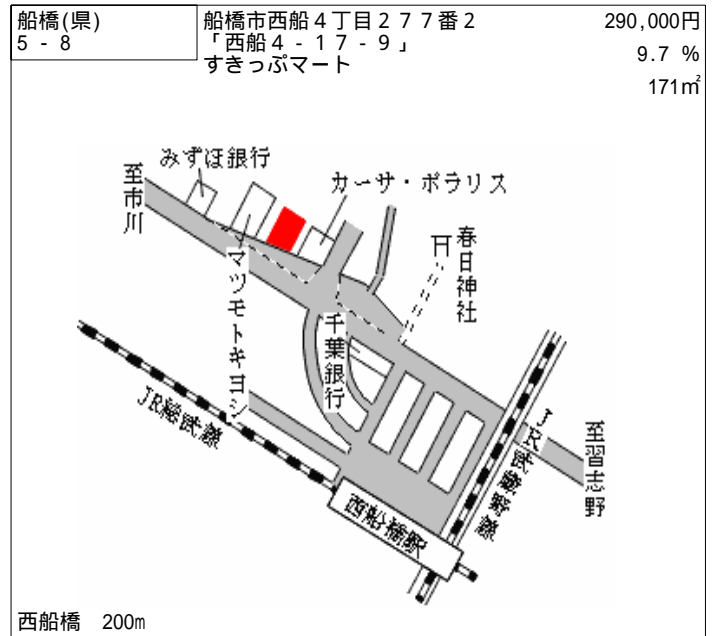 船橋(県)
5 - 8
船橋市西船４丁目２７７番２
「西船４‐１７‐９」
すきっぷマート
290,000円
9.7 %
171㎡
みずほ銀行
カーサ・ポラリス
至市川
マツモトキヨシ
千葉銀行
春日神社
JR総武線
JR武蔵野線
至習志野
西船橋駅
西船橋　200m